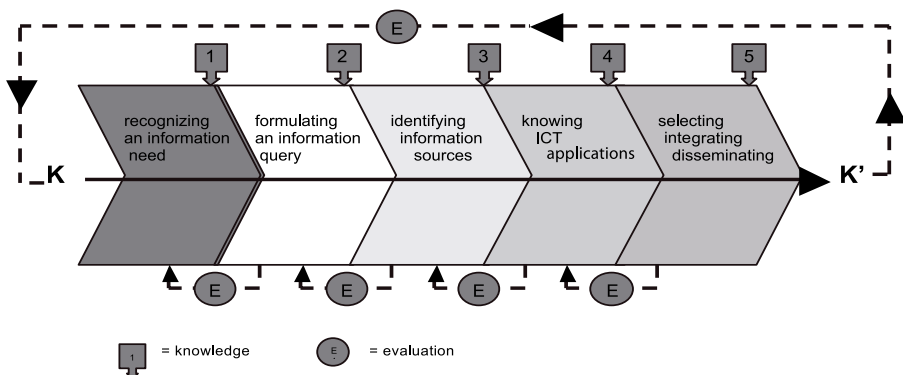 E
1
2
3
4
5
recognizing
an information
need
formulating
an information
query
identifying
information
sources
knowing
ICT
applications
selecting
integrating
disseminating
K
K'
E
E
E
E
1
= knowledge
E
= evaluation